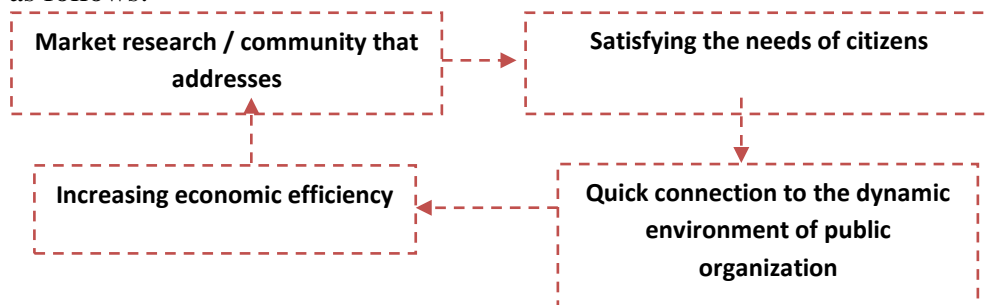 as follows:
Market research / community that
addresses
Satisfying the needs of citizens
Increasing economic efficiency
Quick connection to the dynamic
environment of public
organization